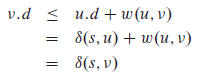 v.d ≤ u.d + w(u, v)
= δ(s, u) + w(u, v)
= δ(s, v)